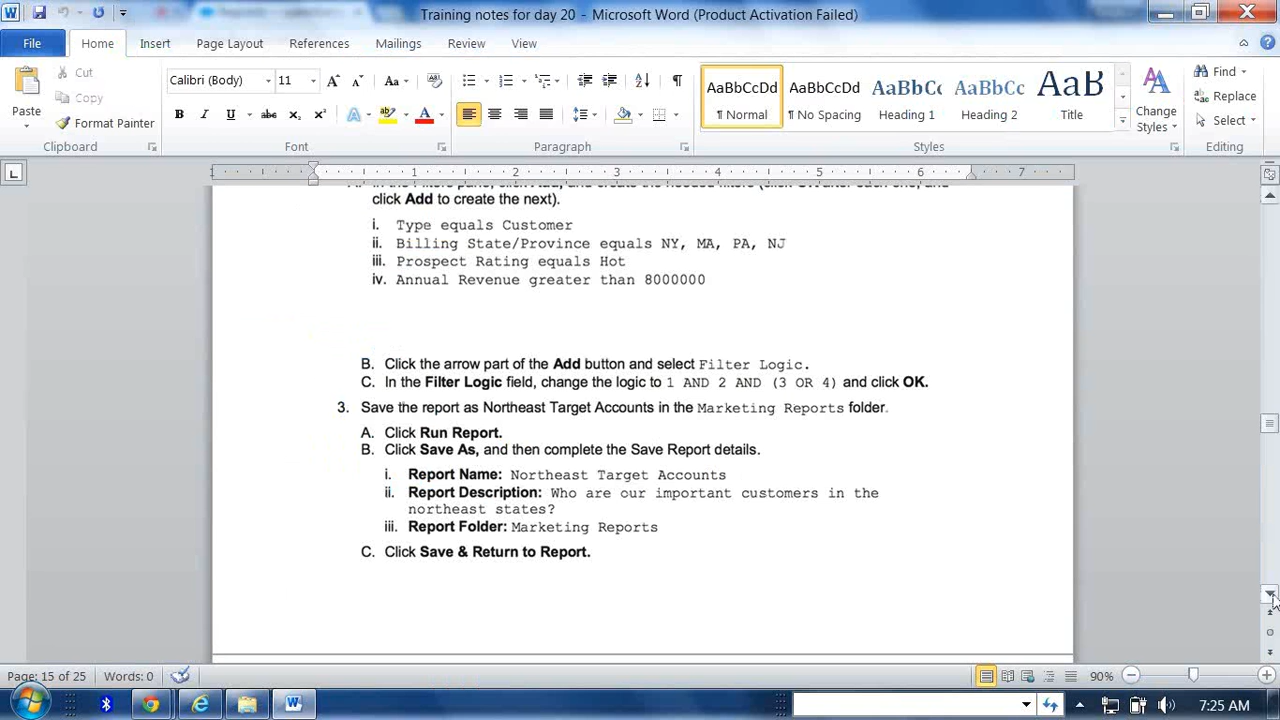 Training notes for day 20 - Microsoft Word (Product Activation Failed)
File Home Insert Page Layout References Mailings Review View
Paste
Cut
Copy
Format Painter
Calibri (Body) 11
AaBbCcDd AaBbCcDd AaBbCc AaBbCc AaB
¶ Normal ¶ No Spacing Heading 1 Heading 2 Title
Change Styles
Find
Replace
Select
Clipboard Font Paragraph Styles Editing
1 1 2 3 4 5 6 7
A. In the Filters pane, click Add, and create the needed filters (click OK after each one, and
click Add to create the next).
i. Type equals Customer
ii. Billing State/Province equals NY, MA, PA, NJ
iii. Prospect Rating equals Hot
iv. Annual Revenue greater than 8000000
B. Click the arrow part of the Add button and select Filter Logic.
C. In the Filter Logic field, change the logic to 1 AND 2 AND (3 OR 4) and click OK.
3. Save the report as Northeast Target Accounts in the Marketing Reports folder.
A. Click Run Report.
B. Click Save As, and then complete the Save Report details.
i. Report Name: Northeast Target Accounts
ii. Report Description: Who are our important customers in the
northeast states?
iii. Report Folder: Marketing Reports
C. Click Save & Return to Report.
Page: 15 of 25 Words: 0 90%
7:25 AM